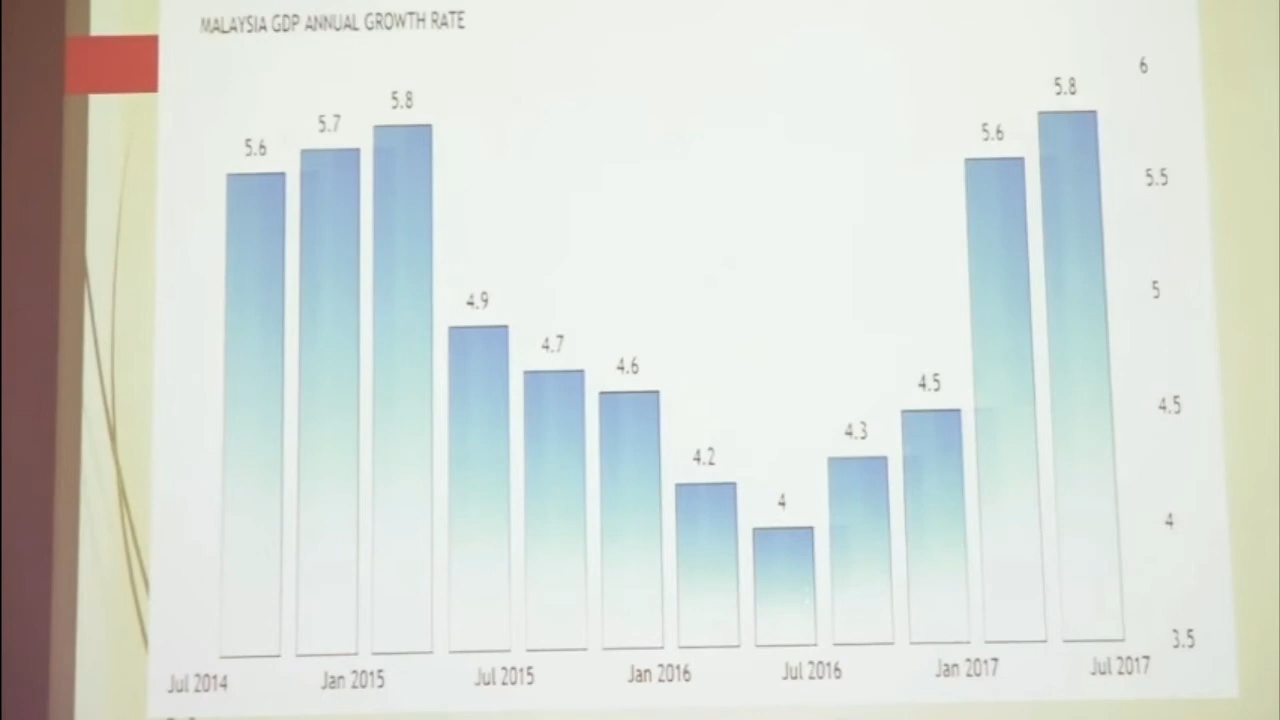 MALAYSIA GDP ANNUAL GROWTH RATE
6
5.8
5.8
5.7
5.6
5.6
5.5
4.9
5
4.7
4.6
4.5
4.5
4.3
4.2
4
4
3.5
Jul 2014
Jan 2015
Jul 2015
Jan 2016
Jul 2016
Jan 2017
Jul 2017